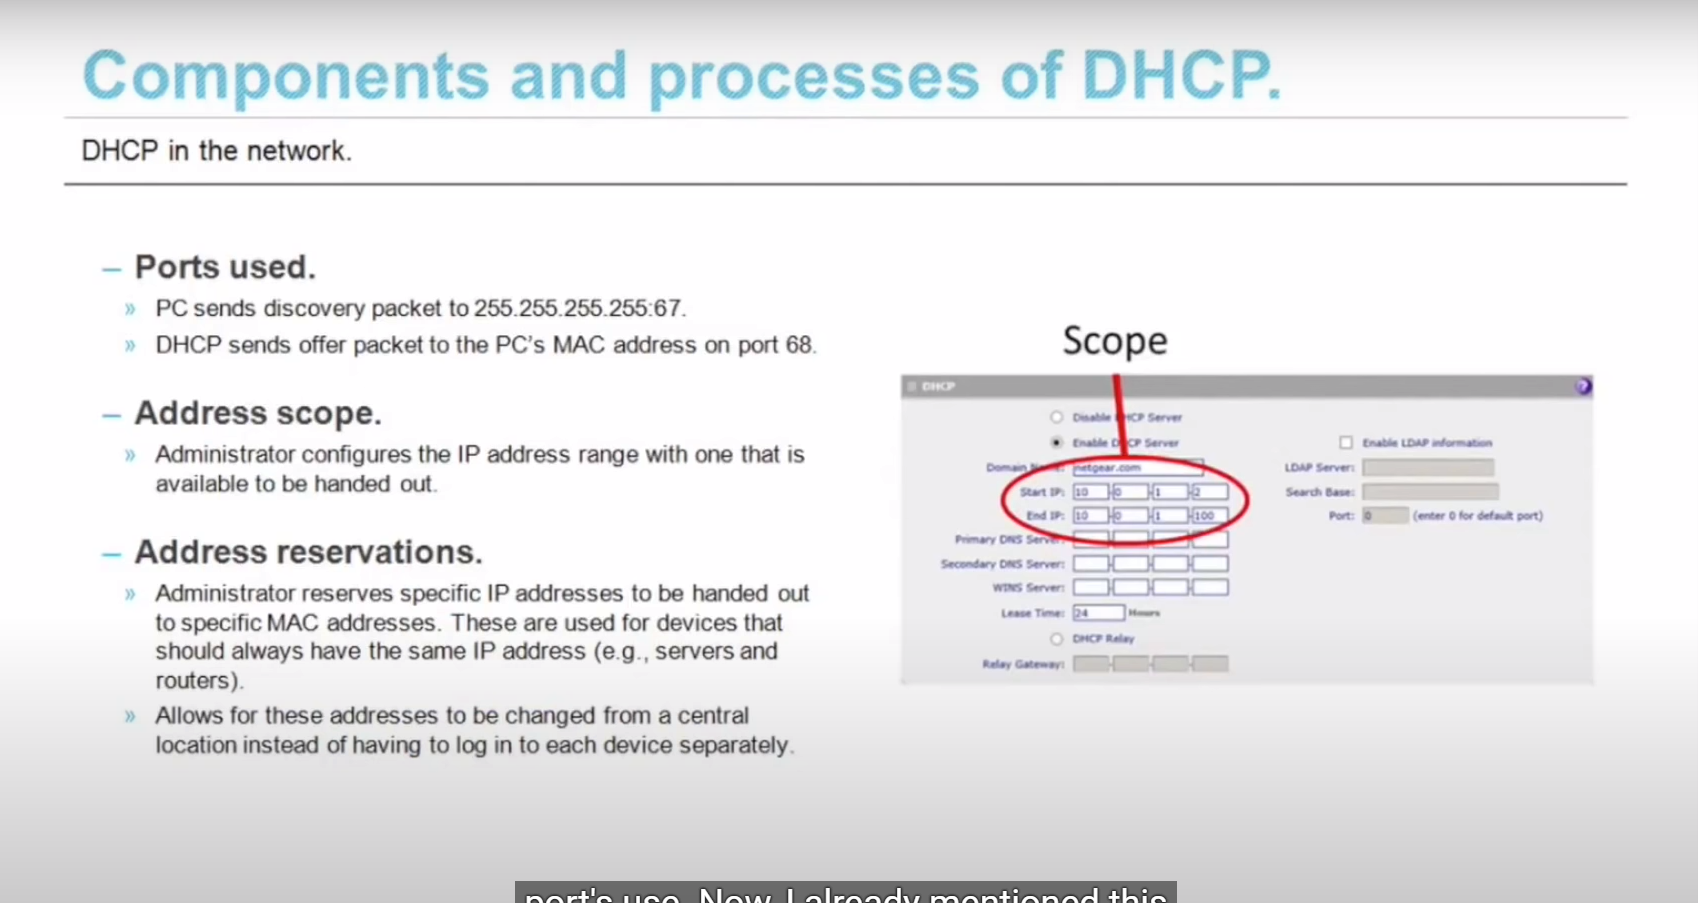 Components and processes of DHCP.
DHCP in the network.
– Ports used.
» PC sends discovery packet to 255.255.255.255:67.
» DHCP sends offer packet to the PC's MAC address on port 68.
– Address scope.
» Administrator configures the IP address range with one that is
available to be handed out.
– Address reservations.
» Administrator reserves specific IP addresses to be handed out
to specific MAC addresses. These are used for devices that
should always have the same IP address (e.g., servers and
routers).
» Allows for these addresses to be changed from a central
location instead of having to log in to each device separately.
Scope
DHCP
?
Disable DHCP Server
Enable DHCP Server
Domain Name: netgear.com
Start IP: 10 0 1 2
End IP: 10 0 1 100
Primary DNS Server:
Secondary DNS Server:
WINS Server:
Lease Time: 24 Hours
DHCP Relay
Relay Gateway:
Enable LDAP information
LDAP Server:
Search Base:
Port: 0 (enter 0 for default port)
port's use. Now, I already mentioned this